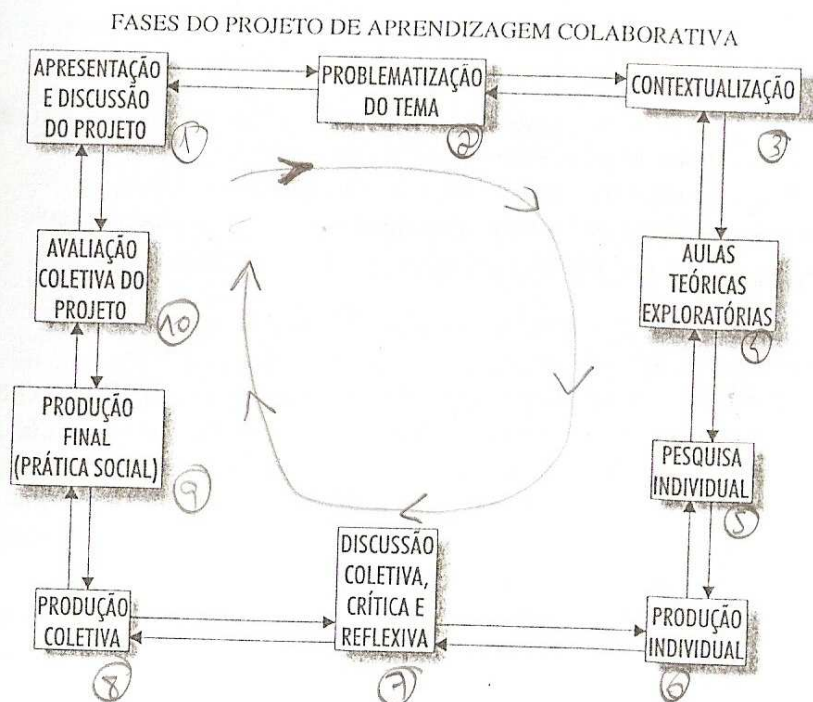 FASES DO PROJETO DE APRENDIZAGEM COLABORATIVA
APRESENTAÇÃO
E DISCUSSÃO
DO PROJETO
1
PROBLEMATIZAÇÃO
DO TEMA
2
CONTEXTUALIZAÇÃO
3
AULAS
TEÓRICAS
EXPLORATÓRIAS
PESQUISA
INDIVIDUAL
5
PRODUÇÃO
INDIVIDUAL
6
DISCUSSÃO
COLETIVA,
CRÍTICA E
REFLEXIVA
7
PRODUÇÃO
COLETIVA
8
PRODUÇÃO
FINAL
(PRÁTICA SOCIAL)
9
AVALIAÇÃO
COLETIVA DO
PROJETO
10